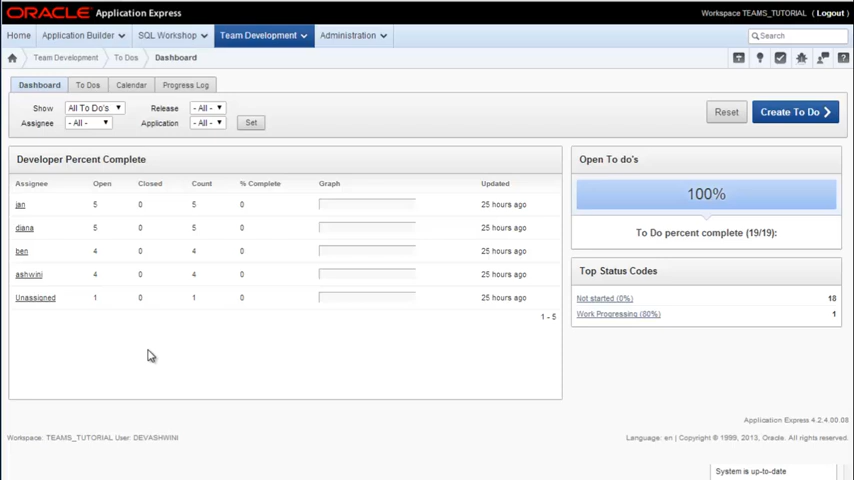 ORACLE Application Express
Workspace TEAMS_TUTORIAL (Logout)
Home Application Builder SQL Workshop Team Development Administration Search
Team Development To Dos Dashboard
Dashboard To Dos Calendar Progress Log
Show All To Do's Release - All -
Assignee - All - Application - All - Set
Reset Create To Do
Developer Percent Complete
Assignee Open Closed Count % Complete Graph Updated
jan 5 0 5 0 25 hours ago
diana 5 0 5 0 25 hours ago
ben 4 0 4 0 25 hours ago
ashwini 4 0 4 0 25 hours ago
Unassigned 1 0 1 0 25 hours ago
1 - 5
Open To do's
100%
To Do percent complete (19/19):
Top Status Codes
Not started (0%) 18
Work Progressing (80%) 1
Application Express 4.2.4.00.08
Workspace: TEAMS_TUTORIAL User: DEVASHWINI
Language: en | Copyright © 1999, 2013, Oracle. All rights reserved.
System is up-to-date